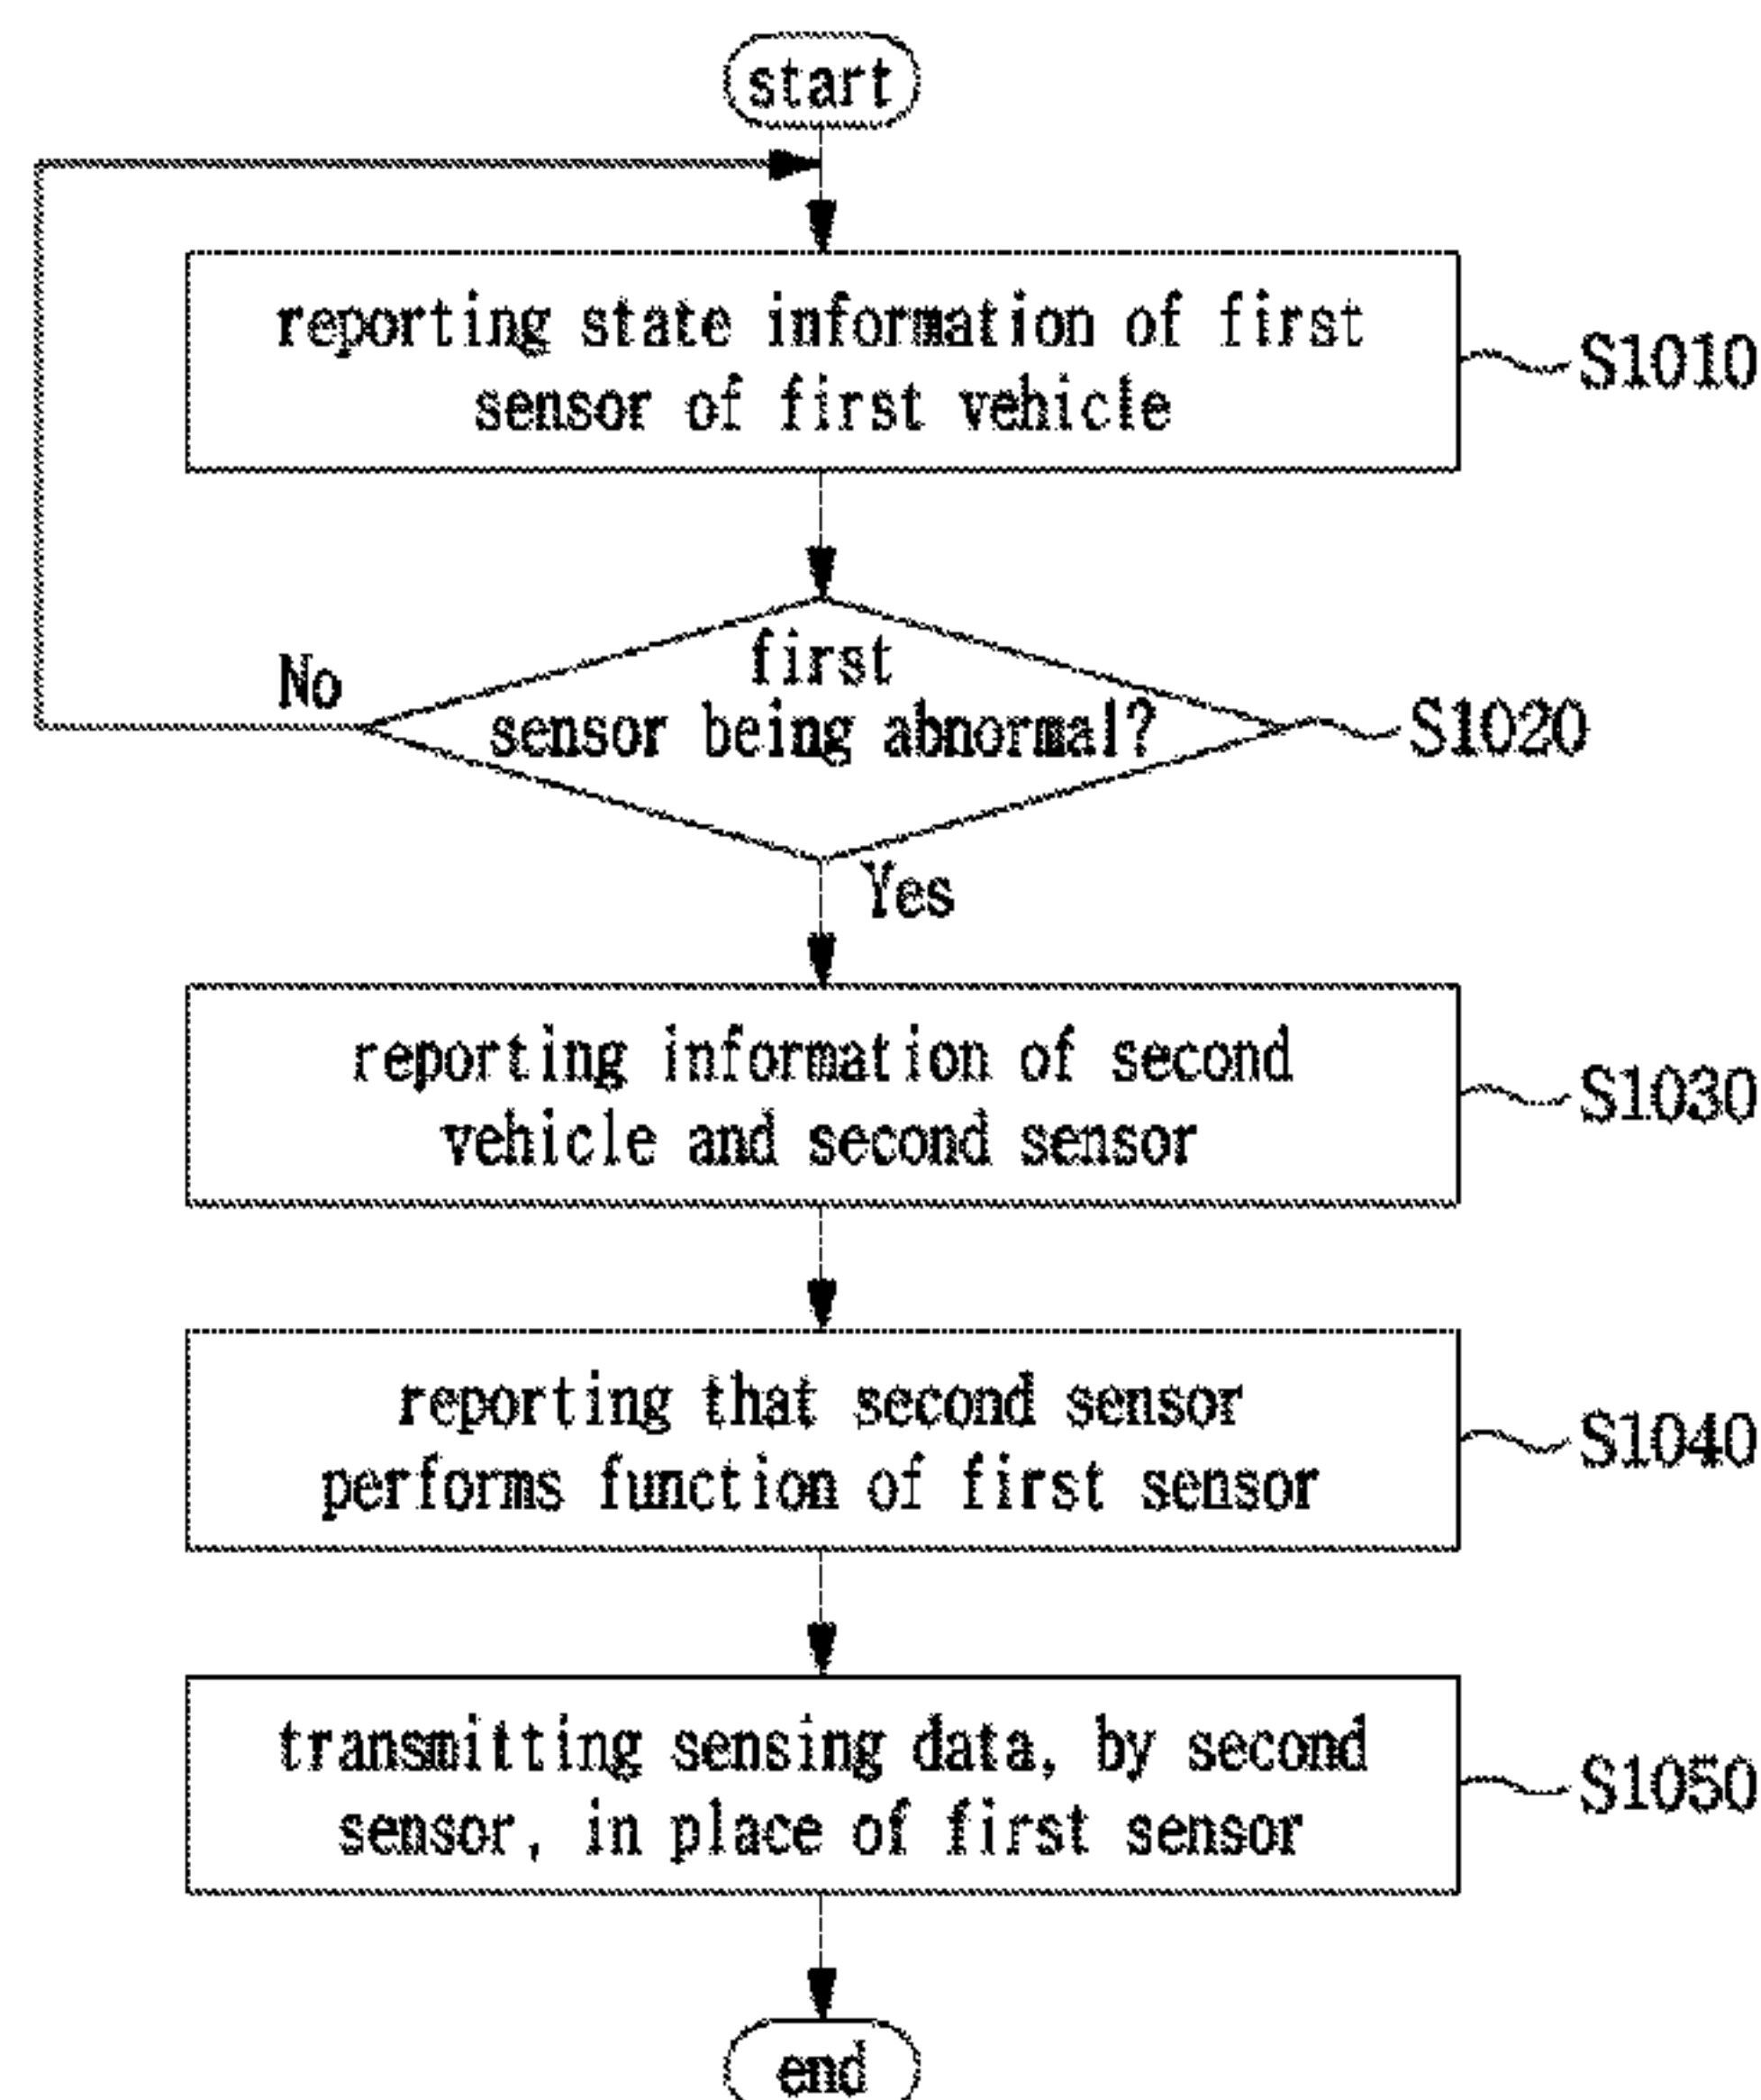 start
reporting state information of first
sensor of first vehicle
S1010
first
sensor being abnormal?
S1020
No
Yes
reporting information of second
vehicle and second sensor
S1030
reporting that second sensor
performs function of first sensor
S1040
transmitting sensing data, by second
sensor, in place of first sensor
S1050
end